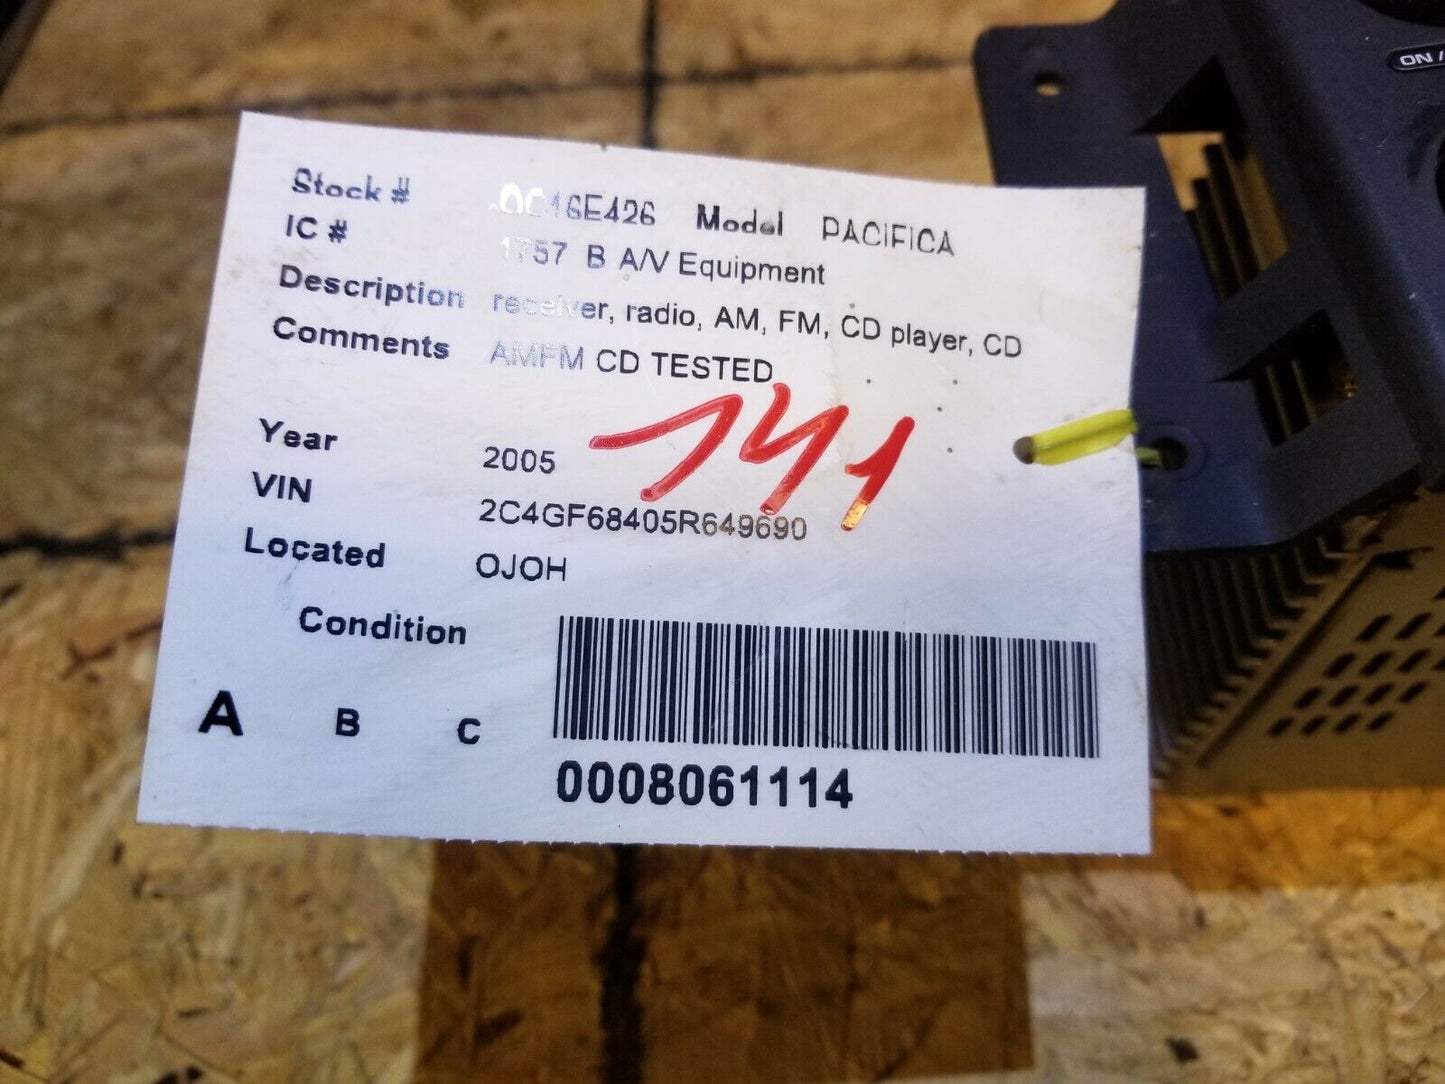 Stock # 0C16E426 Model PACIFICA
IC # 1757 B A/V Equipment
Description receiver, radio, AM, FM, CD player, CD
Comments AMFM CD TESTED
741
Year 2005
VIN 2C4GF68405R649690
Located OJOH
Condition
A B C
0008061114
ON /